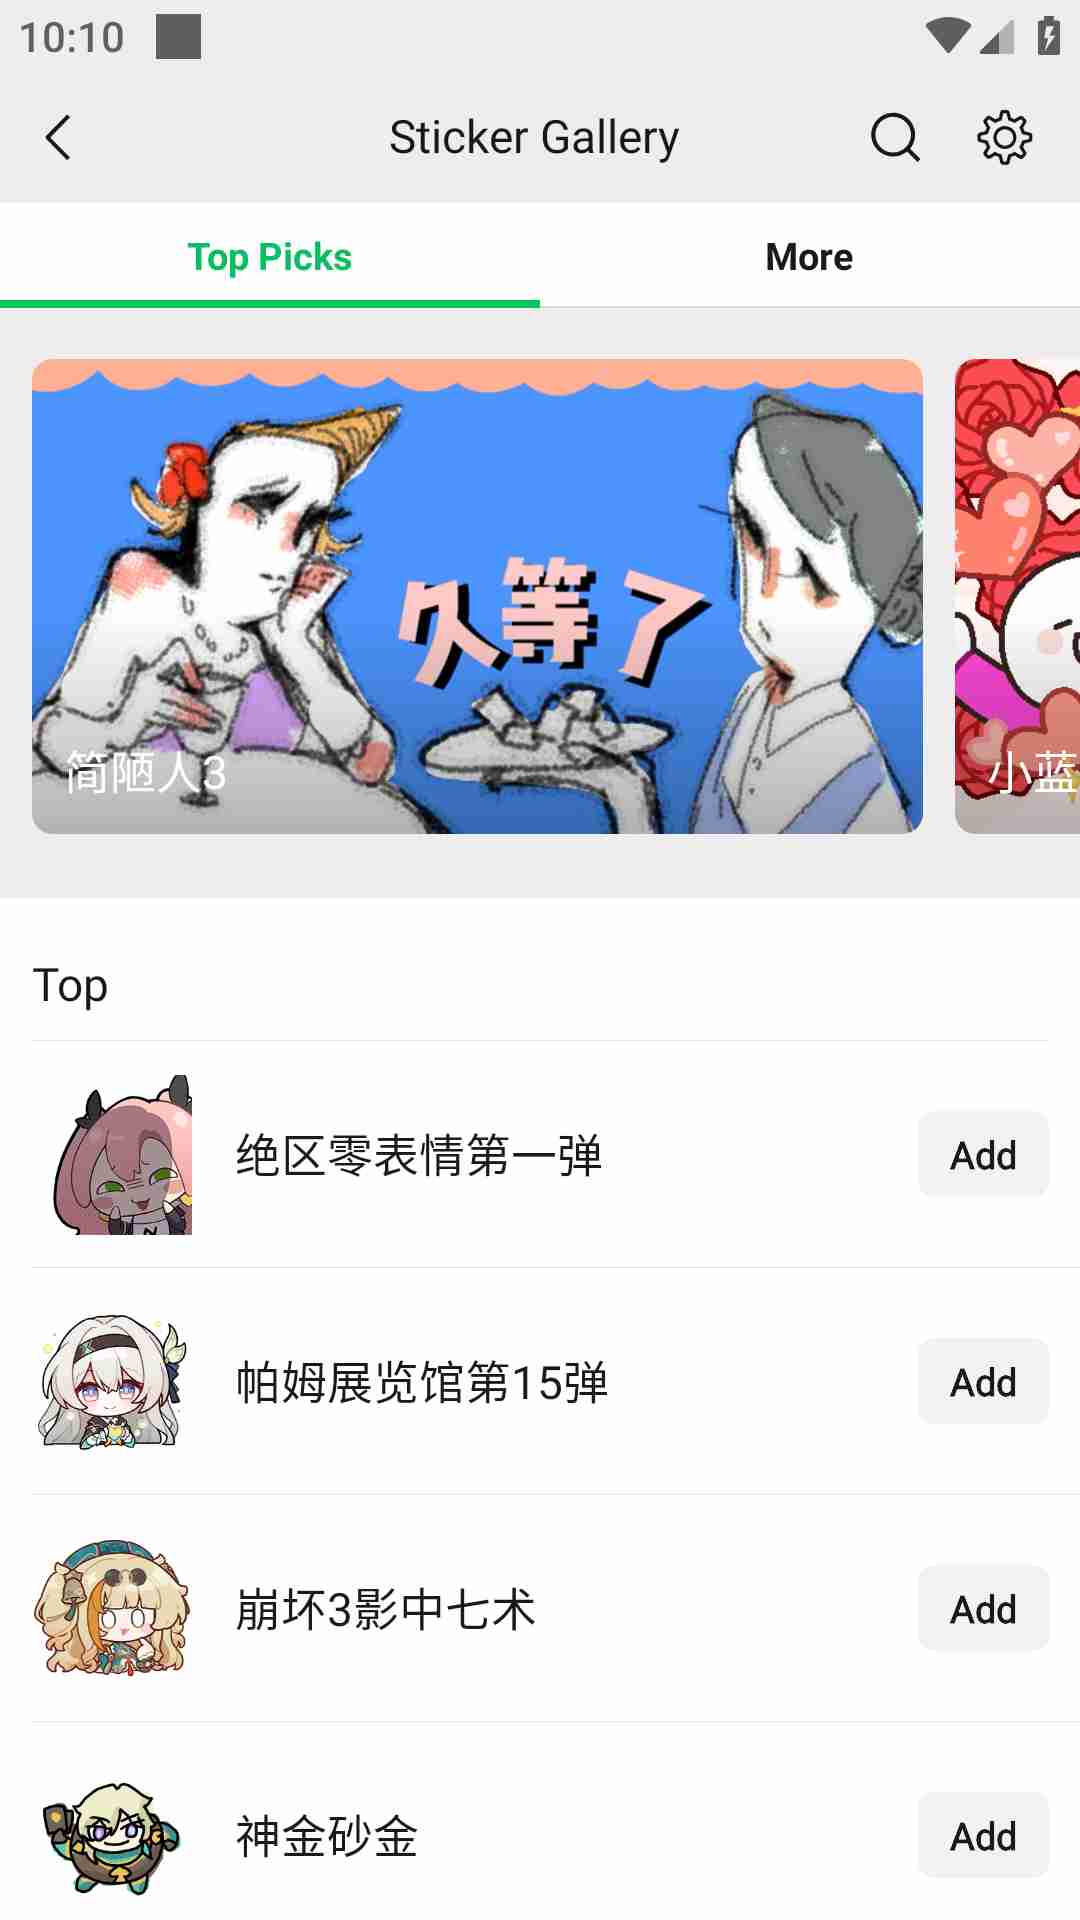 10:10
Sticker Gallery
Top Picks
More
久等了
简陋人3
小蓝
Top
绝区零表情第一弹
Add
帕姆展览馆第15弹
Add
崩坏3影中七术
Add
神金砂金
Add